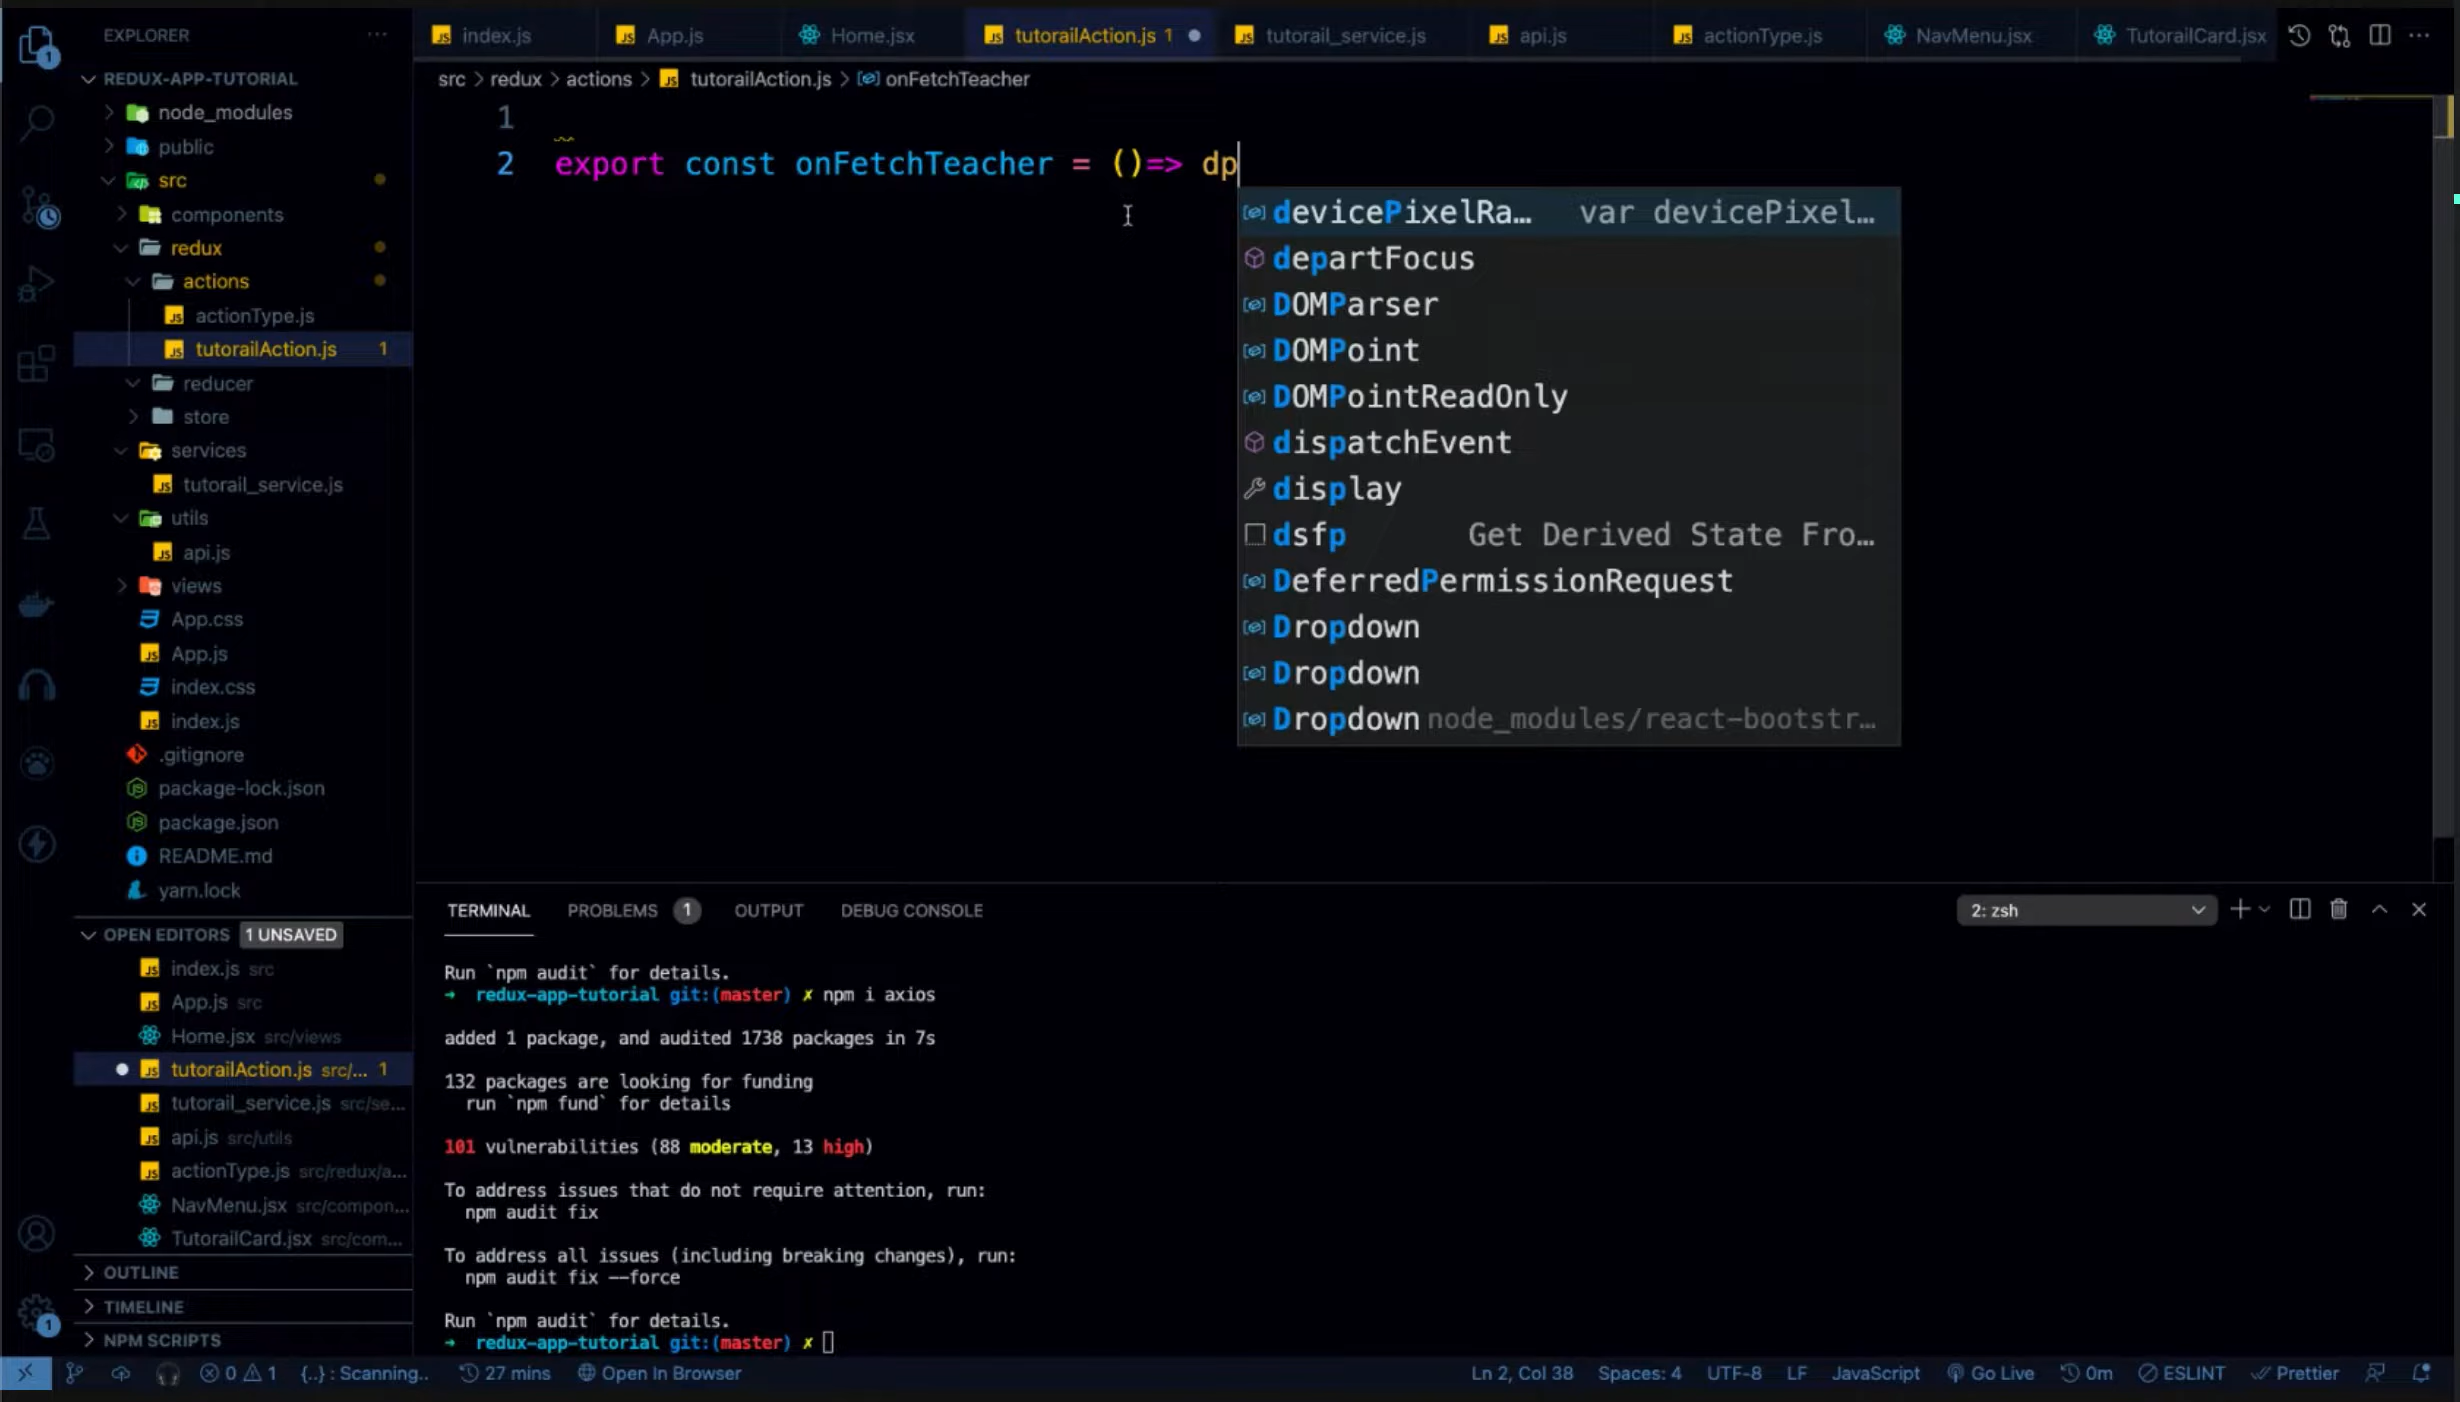 EXPLORER
index.js
App.js
Home.jsx
tutorailAction.js 1
tutorail_service.js
api.js
actionType.js
NavMenu.jsx
TutorailCard.jsx
REDUX-APP-TUTORIAL
node_modules
public
src
components
redux
actions
actionType.js
tutorailAction.js 1
reducer
store
services
tutorail_service.js
utils
api.js
views
App.css
App.js
index.css
index.js
.gitignore
package-lock.json
package.json
README.md
yarn.lock
OPEN EDITORS 1 UNSAVED
index.js src
App.js src
Home.jsx src/views
tutorailAction.js src/... 1
tutorail_service.js src/se...
api.js src/utils
actionType.js src/redux/a...
NavMenu.jsx src/compon...
TutorailCard.jsx src/com...
OUTLINE
TIMELINE
NPM SCRIPTS
src > redux > actions > tutorailAction.js > onFetchTeacher
1
2 export const onFetchTeacher = ()=> dp
devicePixelRa… var devicePixel…
departFocus
DOMParser
DOMPoint
DOMPointReadOnly
dispatchEvent
display
dsfp Get Derived State Fro…
DeferredPermissionRequest
Dropdown
Dropdown
Dropdown node_modules/react-bootstr…
TERMINAL PROBLEMS 1 OUTPUT DEBUG CONSOLE 2: zsh
Run `npm audit` for details.
→ redux-app-tutorial git:(master) ✗ npm i axios
added 1 package, and audited 1738 packages in 7s
132 packages are looking for funding
run `npm fund` for details
101 vulnerabilities (88 moderate, 13 high)
To address issues that do not require attention, run:
npm audit fix
To address all issues (including breaking changes), run:
npm audit fix --force
Run `npm audit` for details.
→ redux-app-tutorial git:(master) ✗
0 1 {..} : Scanning.. 27 mins Open In Browser Ln 2, Col 38 Spaces: 4 UTF-8 LF JavaScript Go Live 0m ESLINT Prettier